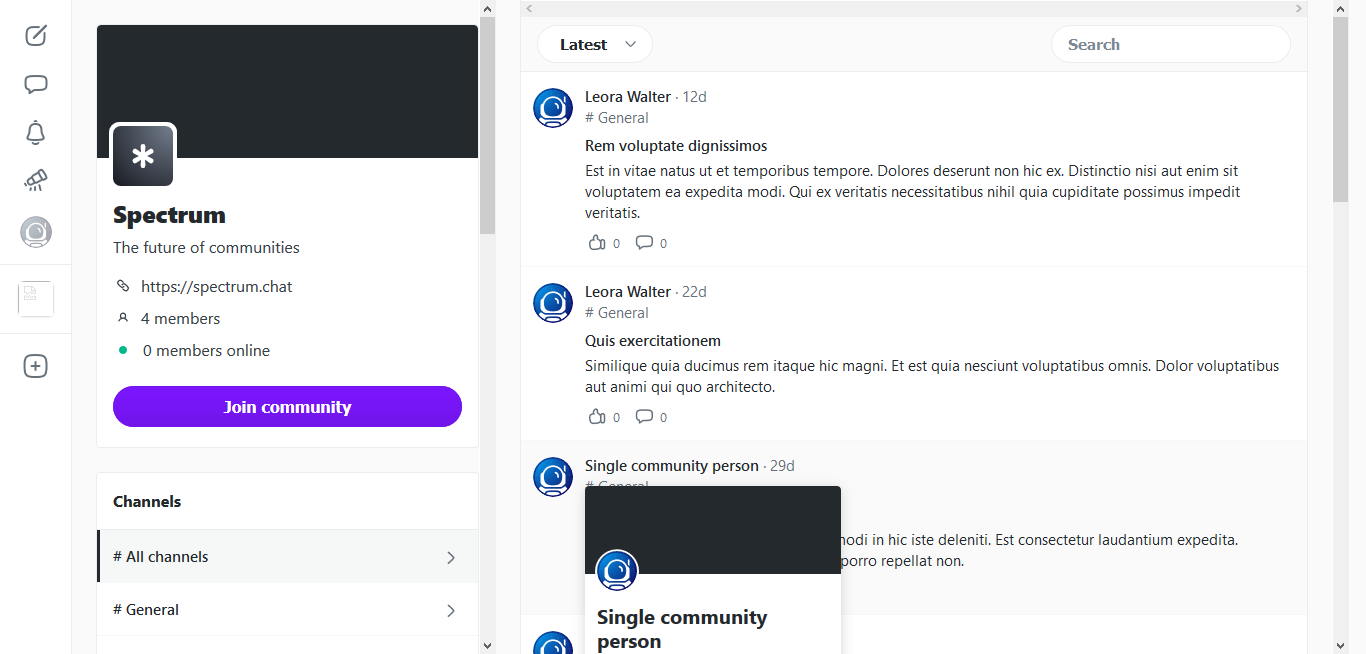 Spectrum
The future of communities
https://spectrum.chat
4 members
0 members online
Join community
Channels
# All channels
# General
Latest
Search
Leora Walter · 12d
# General
Rem voluptate dignissimos
Est in vitae natus ut et temporibus tempore. Dolores deserunt non hic ex. Distinctio nisi aut enim sit
voluptatem ea expedita modi. Qui ex veritatis necessitatibus nihil quia cupiditate possimus impedit
veritatis.
0 0
Leora Walter · 22d
# General
Quis exercitationem
Similique quia ducimus rem itaque hic magni. Et est quia nesciunt voluptatibus omnis. Dolor voluptatibus
aut animi qui quo architecto.
0 0
Single community person · 29d
# General
modi in hic iste deleniti. Est consectetur laudantium expedita.
porro repellat non.
Single community
person